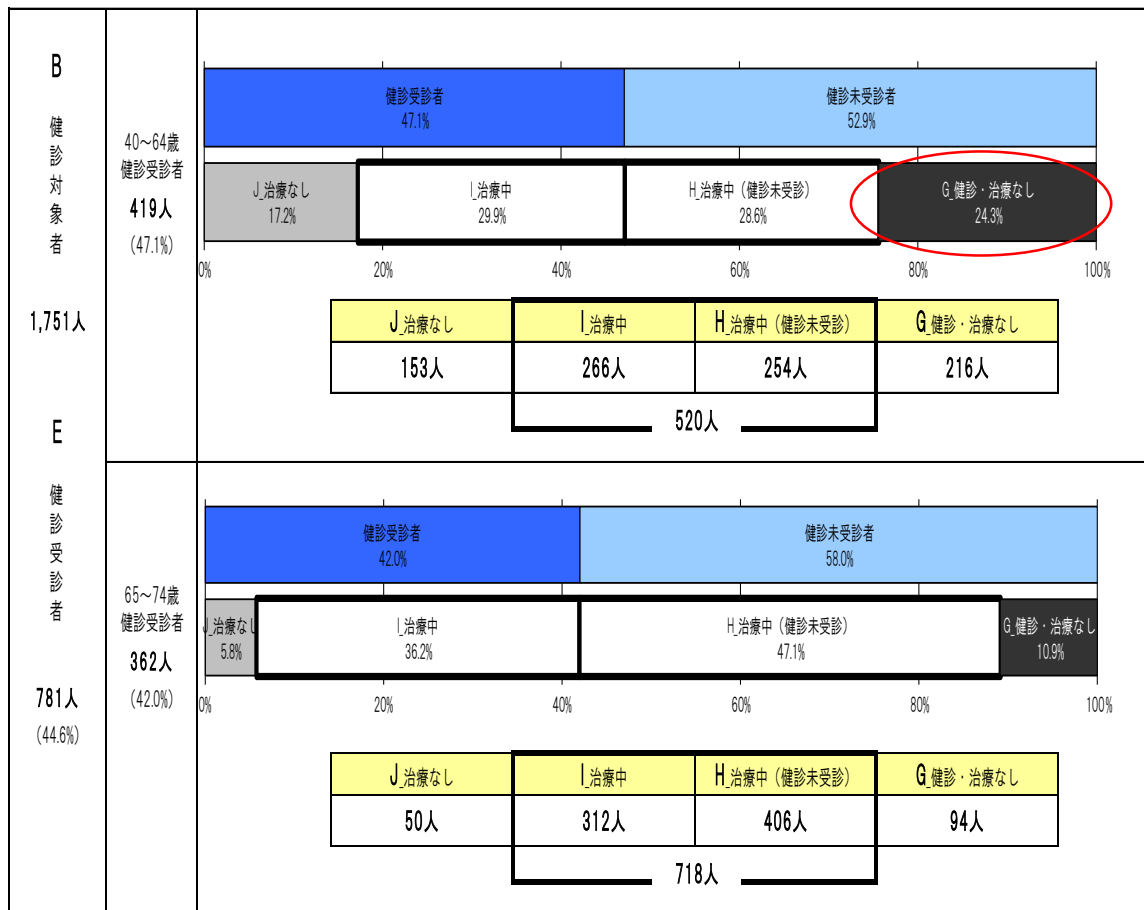 B
健診対象者
1,751人
E
健診受診者
781人
(44.6%)
40～64歳
健診受診者
419人
(47.1%)
健診受診者
47.1%
健診未受診者
52.9%
J_治療なし
17.2%
I_治療中
29.9%
H_治療中（健診未受診）
28.6%
G_健診・治療なし
24.3%
0% 20% 40% 60% 80% 100%
J_治療なし I_治療中 H_治療中（健診未受診） G_健診・治療なし
153人 266人 254人 216人
520人
65～74歳
健診受診者
362人
(42.0%)
健診受診者
42.0%
健診未受診者
58.0%
J_治療なし
5.8%
I_治療中
36.2%
H_治療中（健診未受診）
47.1%
G_健診・治療なし
10.9%
0% 20% 40% 60% 80% 100%
J_治療なし I_治療中 H_治療中（健診未受診） G_健診・治療なし
50人 312人 406人 94人
718人